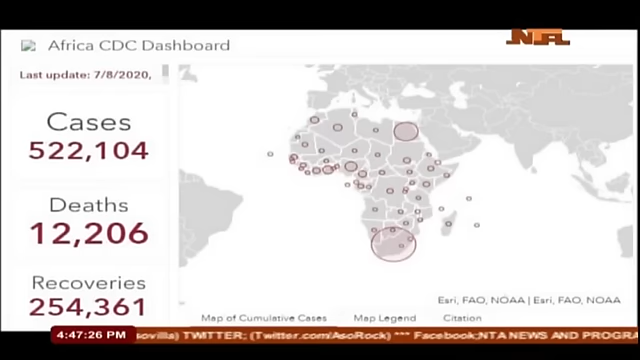 NTA
Africa CDC Dashboard
Last update: 7/8/2020,
Cases
522,104
Deaths
12,206
Recoveries
254,361
Esri, FAO, NOAA | Esri, FAO, NOAA
Map of Cumulative Cases Map Legend Citation
4:47:26 PM sovilla) TWITTER; (Twitter.com/AsoRock) *** Facebook;NTA NEWS AND PROGRA